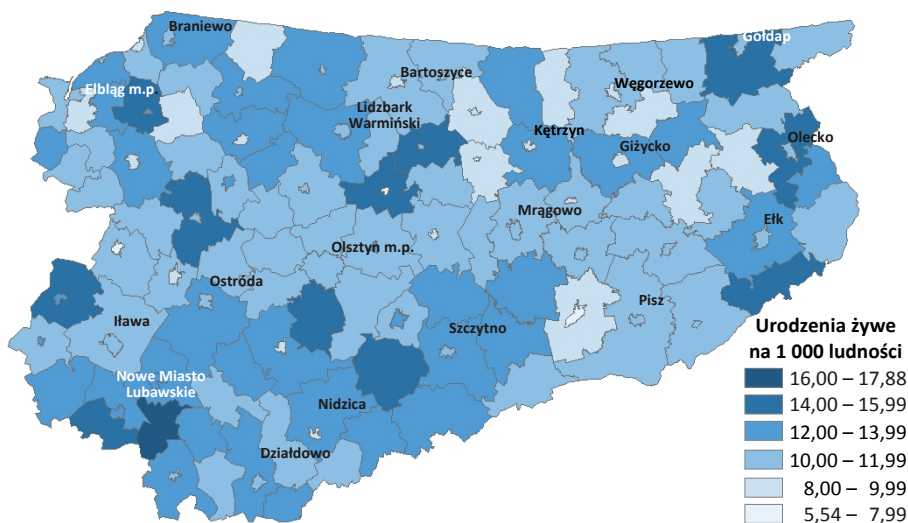 Braniewo
Gołdap
Bartoszyce
Węgorzewo
Elbląg m.p.
Lidzbark
Warmiński
Kętrzyn
Olecko
Giżycko
Mrągowo
Ełk
Olsztyn m.p.
Ostróda
Pisz
Iława
Szczytno
Nowe Miasto
Lubawskie
Nidzica
Działdowo
Urodzenia żywe
na 1 000 ludności
16,00 – 17,88
14,00 – 15,99
12,00 – 13,99
10,00 – 11,99
8,00 – 9,99
5,54 – 7,99